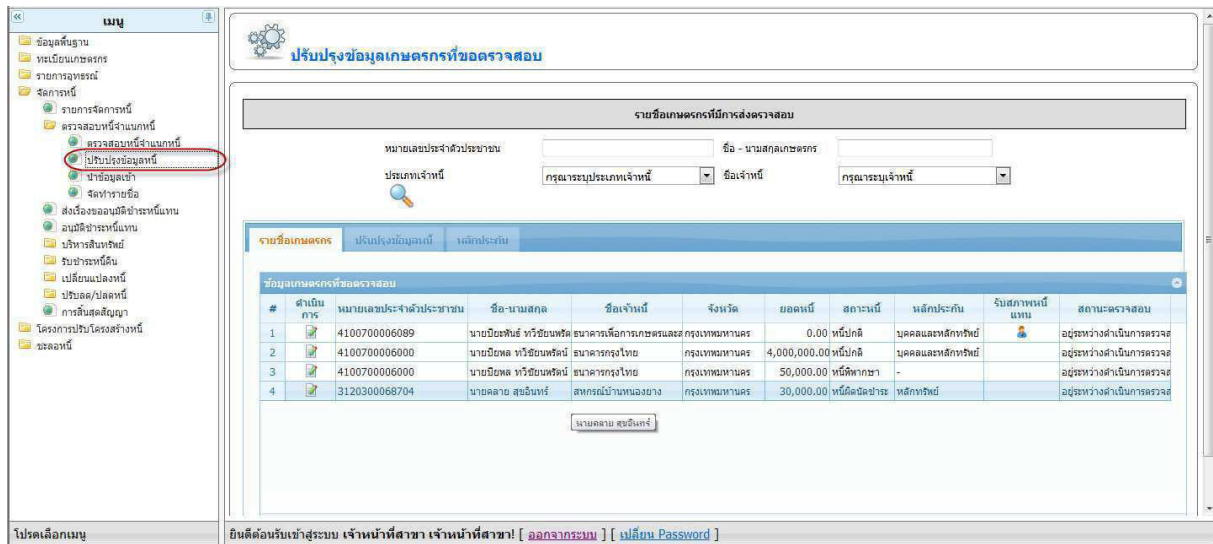 เมนู
ข้อมูลพื้นฐาน
ทะเบียนเกษตรกร
รายการอุทธรณ์
จัดการหนี้
รายการจัดการหนี้
ตรวจสอบหนี้จำแนกหนี้
ตรวจสอบหนี้จำแนกหนี้
ปรับปรุงข้อมูลหนี้
นำข้อมูลเข้า
จัดทำรายชื่อ
ส่งเรื่องขออนุมัติชำระหนี้แทน
อนุมัติชำระหนี้แทน
บริหารสินทรัพย์
รับชำระหนี้คืน
เปลี่ยนแปลงหนี้
ปรับลด/ปลดหนี้
การสิ้นสุดสัญญา
โครงการปรับโครงสร้างหนี้
ชะลอหนี้
โปรดเลือกเมนู
ปรับปรุงข้อมูลเกษตรกรที่ขอตรวจสอบ
รายชื่อเกษตรกรที่มีการส่งตรวจสอบ
หมายเลขประจำตัวประชาชน ชื่อ - นามสกุลเกษตรกร
ประเภทเจ้าหนี้ กรุณาระบุประเภทเจ้าหนี้ ชื่อเจ้าหนี้ กรุณาระบุเจ้าหนี้
รายชื่อเกษตรกร ปรับปรุงข้อมูลหนี้ หลักประกัน
ข้อมูลเกษตรกรที่ขอตรวจสอบ
# ดำเนินการ หมายเลขประจำตัวประชาชน ชื่อ-นามสกุล ชื่อเจ้าหนี้ จังหวัด ยอดหนี้ สถานะหนี้ หลักประกัน รับสภาพหนี้แทน สถานะตรวจสอบ
1 4100700006089 นายปิยะพันธ์ ทวีชัยนพรัต ธนาคารเพื่อการเกษตรและส กรุงเทพมหานคร 0.00 หนี้ปกติ บุคคลและหลักทรัพย์ อยู่ระหว่างดำเนินการตรวจส
2 4100700006000 นายปิยพล ทวีชัยนพรัตน์ ธนาคารกรุงไทย กรุงเทพมหานคร 4,000,000.00 หนี้ปกติ บุคคลและหลักทรัพย์ อยู่ระหว่างดำเนินการตรวจส
3 4100700006000 นายปิยพล ทวีชัยนพรัตน์ ธนาคารกรุงไทย กรุงเทพมหานคร 50,000.00 หนี้พิพากษา - อยู่ระหว่างดำเนินการตรวจส
4 3120300068704 นายคลาย สุขอินทร์ สหกรณ์บ้านหนองยาง กรุงเทพมหานคร 30,000.00 หนี้ผิดนัดชำระ หลักทรัพย์ อยู่ระหว่างดำเนินการตรวจส
นายคลาย สุขอินทร์
ยินดีต้อนรับเข้าสู่ระบบ เจ้าหน้าที่สาขา เจ้าหน้าที่สาขา! [ ออกจากระบบ ] [ เปลี่ยน Password ]